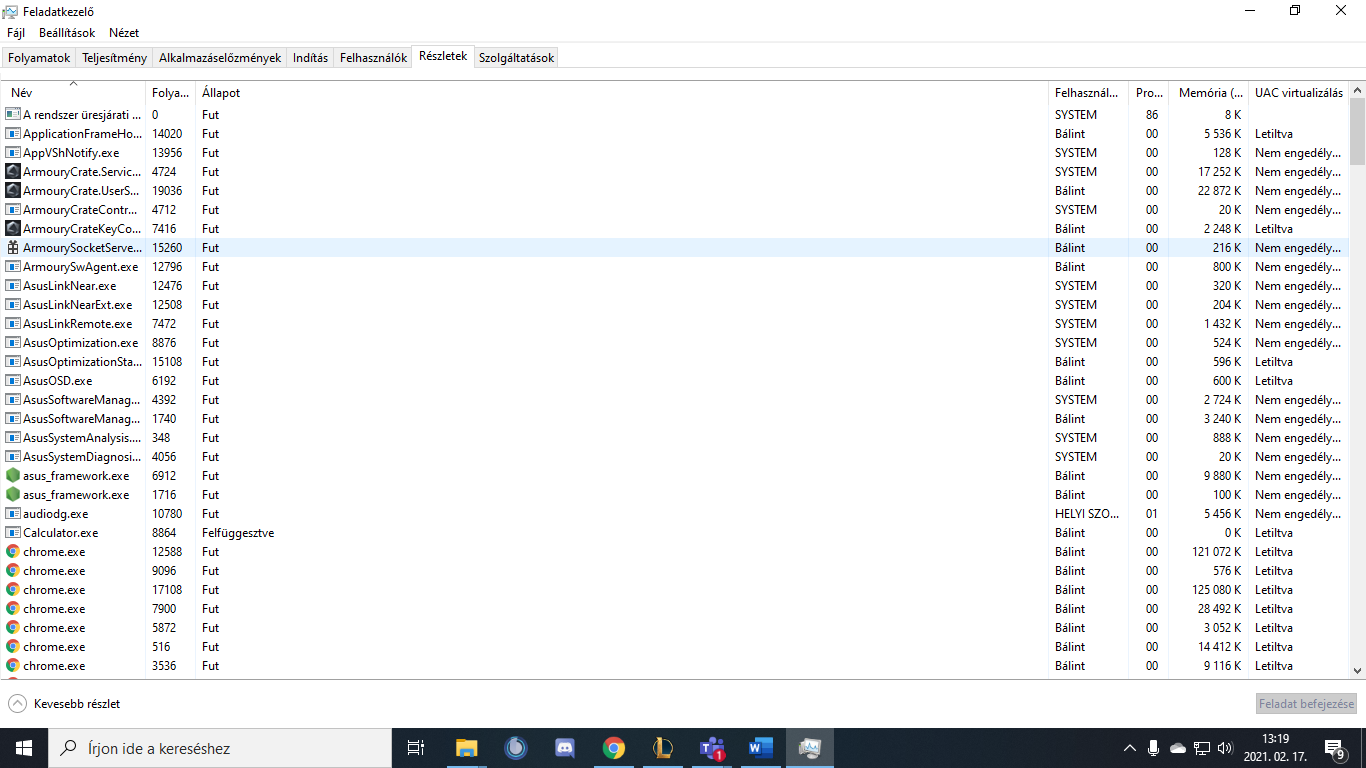 Feladatkezelő
Fájl Beállítások Nézet
Folyamatok Teljesítmény Alkalmazáselőzmények Indítás Felhasználók Részletek Szolgáltatások
Név Folya... Állapot Felhasznál... Pro... Memória (... UAC virtualizálás
A rendszer üresjárati ... 0 Fut SYSTEM 86 8 K
ApplicationFrameHo... 14020 Fut Bálint 00 5 536 K Letiltva
AppVShNotify.exe 13956 Fut SYSTEM 00 128 K Nem engedély...
ArmouryCrate.Servic... 4724 Fut SYSTEM 00 17 252 K Nem engedély...
ArmouryCrate.UserS... 19036 Fut Bálint 00 22 872 K Nem engedély...
ArmouryCrateContr... 4712 Fut SYSTEM 00 20 K Nem engedély...
ArmouryCrateKeyCo... 7416 Fut Bálint 00 2 248 K Letiltva
ArmourySocketServe... 15260 Fut Bálint 00 216 K Nem engedély...
ArmourySwAgent.exe 12796 Fut Bálint 00 800 K Nem engedély...
AsusLinkNear.exe 12476 Fut SYSTEM 00 320 K Nem engedély...
AsusLinkNearExt.exe 12508 Fut SYSTEM 00 204 K Nem engedély...
AsusLinkRemote.exe 7472 Fut SYSTEM 00 1 432 K Nem engedély...
AsusOptimization.exe 8876 Fut SYSTEM 00 524 K Nem engedély...
AsusOptimizationSta... 15108 Fut Bálint 00 596 K Letiltva
AsusOSD.exe 6192 Fut Bálint 00 600 K Letiltva
AsusSoftwareManag... 4392 Fut SYSTEM 00 2 724 K Nem engedély...
AsusSoftwareManag... 1740 Fut Bálint 00 3 240 K Nem engedély...
AsusSystemAnalysis.... 348 Fut SYSTEM 00 888 K Nem engedély...
AsusSystemDiagnosi... 4056 Fut SYSTEM 00 20 K Nem engedély...
asus_framework.exe 6912 Fut Bálint 00 9 880 K Nem engedély...
asus_framework.exe 1716 Fut Bálint 00 100 K Nem engedély...
audiodg.exe 10780 Fut HELYI SZO... 01 5 456 K Nem engedély...
Calculator.exe 8864 Felfüggesztve Bálint 00 0 K Letiltva
chrome.exe 12588 Fut Bálint 00 121 072 K Letiltva
chrome.exe 9096 Fut Bálint 00 576 K Letiltva
chrome.exe 17108 Fut Bálint 00 125 080 K Letiltva
chrome.exe 7900 Fut Bálint 00 28 492 K Letiltva
chrome.exe 5872 Fut Bálint 00 3 052 K Letiltva
chrome.exe 516 Fut Bálint 00 14 412 K Letiltva
chrome.exe 3536 Fut Bálint 00 9 116 K Letiltva
Kevesebb részlet Feladat befejezése
Írjon ide a kereséshez
1
13:19
2021. 02. 17.
9